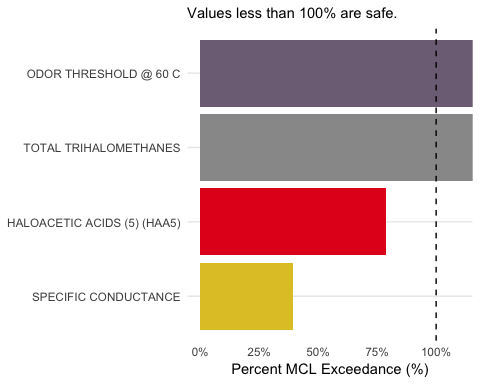 Values less than 100% are safe.
ODOR THRESHOLD @ 60 C
TOTAL TRIHALOMETHANES
HALOACETIC ACIDS (5) (HAA5)
SPECIFIC CONDUCTANCE
0% 25% 50% 75% 100%
Percent MCL Exceedance (%)